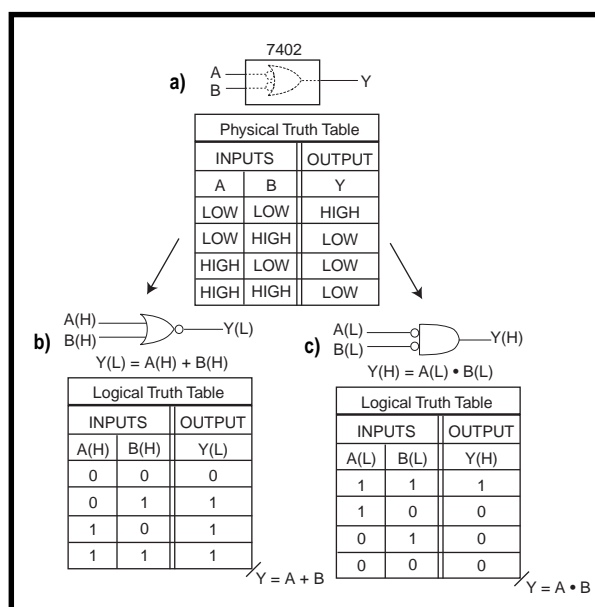 7402
a)
A
B
Y
Physical Truth Table
INPUTS OUTPUT
A B Y
LOW LOW HIGH
LOW HIGH LOW
HIGH LOW LOW
HIGH HIGH LOW
b)
A(H)
B(H)
Y(L)
Y(L) = A(H) + B(H)
Logical Truth Table
INPUTS OUTPUT
A(H) B(H) Y(L)
0 0 0
0 1 1
1 0 1
1 1 1
Y = A + B
c)
A(L)
B(L)
Y(H)
Y(H) = A(L) • B(L)
Logical Truth Table
INPUTS OUTPUT
A(L) B(L) Y(H)
1 1 1
1 0 0
0 1 0
0 0 0
Y = A • B